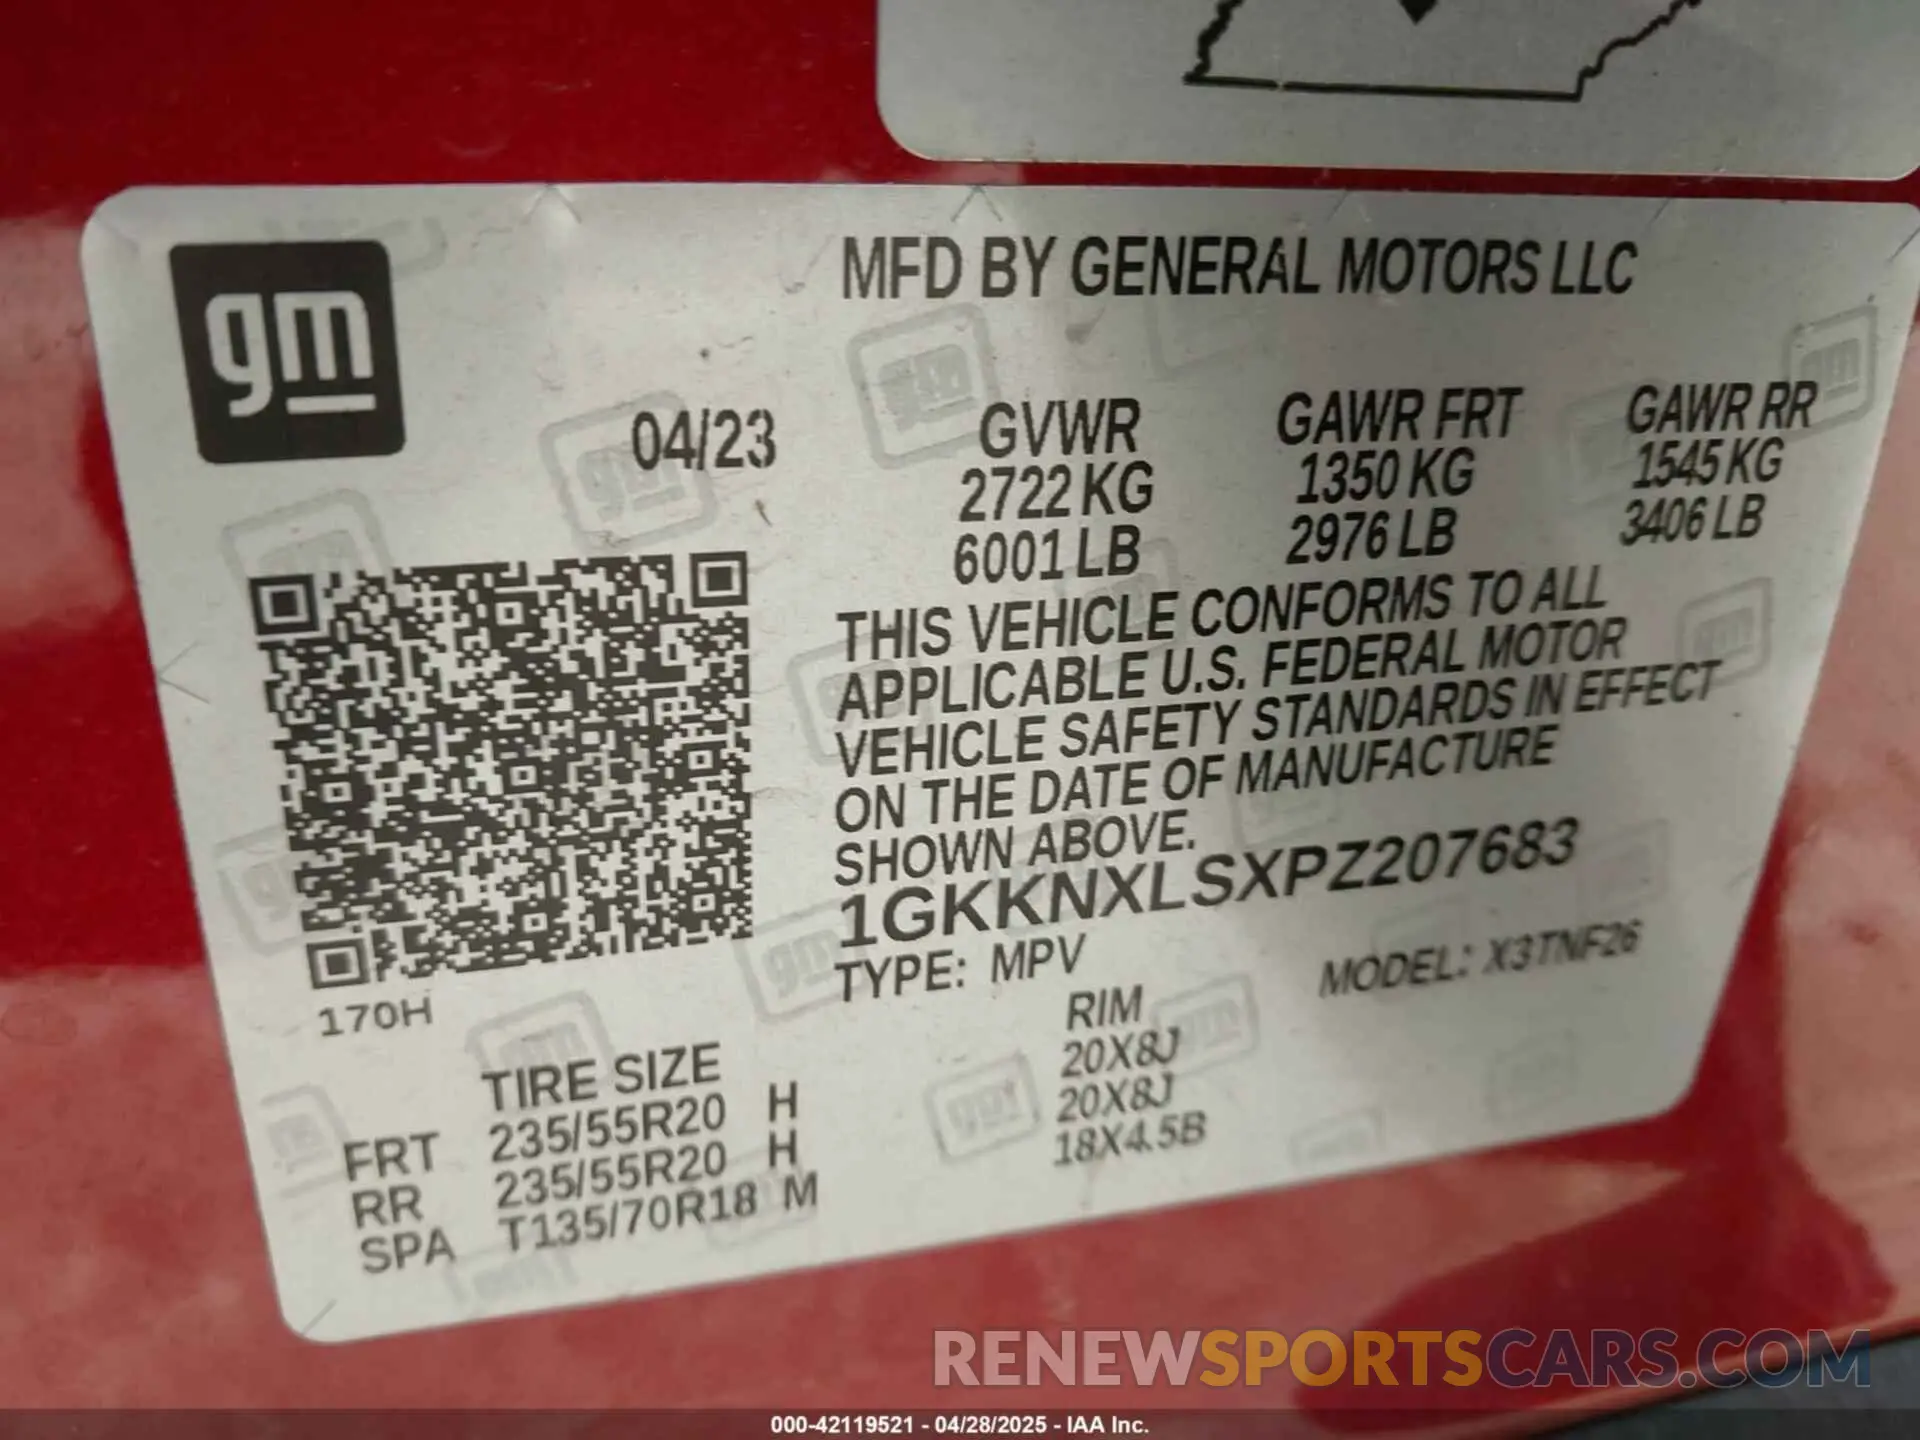 gm
MFD BY GENERAL MOTORS LLC
04/23
GVWR GAWR FRT GAWR RR
2722 KG 1350 KG 1545 KG
6001 LB 2976 LB 3406 LB
THIS VEHICLE CONFORMS TO ALL
APPLICABLE U.S. FEDERAL MOTOR
VEHICLE SAFETY STANDARDS IN EFFECT
ON THE DATE OF MANUFACTURE
SHOWN ABOVE.
1GKKNXLSXPZ207683
TYPE: MPV MODEL: X3TNF26
170H
TIRE SIZE RIM
FRT 235/55R20 H 20X8J
RR 235/55R20 H 20X8J
SPA T135/70R18 M 18X4.5B
RENEWSPORTSCARS.COM
000-42119521 - 04/28/2025 - IAA Inc.